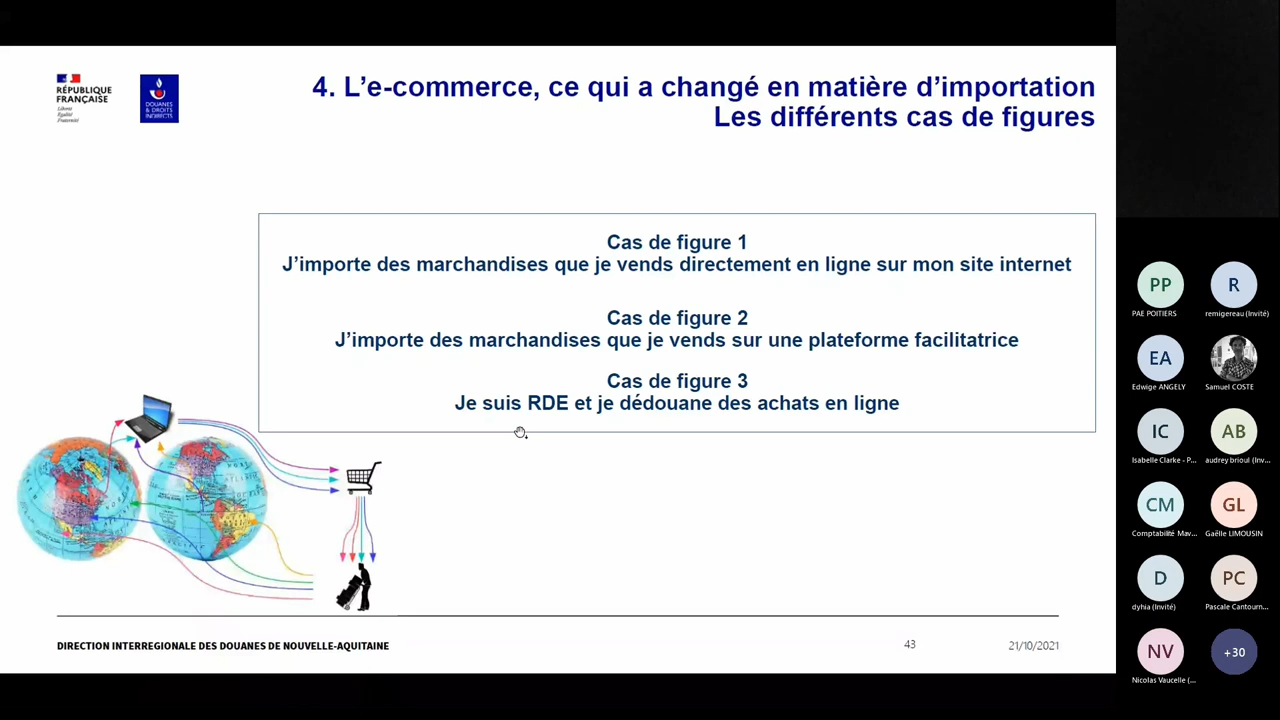 RÉPUBLIQUE
FRANÇAISE
Liberté
Égalité
Fraternité
DOUANES
& DROITS
INDIRECTS
4. L’e-commerce, ce qui a changé en matière d’importation
Les différents cas de figures
Cas de figure 1
J’importe des marchandises que je vends directement en ligne sur mon site internet
Cas de figure 2
J’importe des marchandises que je vends sur une plateforme facilitatrice
Cas de figure 3
Je suis RDE et je dédouane des achats en ligne
DIRECTION INTERREGIONALE DES DOUANES DE NOUVELLE-AQUITAINE
43
21/10/2021
PP
R
PAE POITIERS
remigereau (Invité)
EA
Edwige ANGELY
Samuel COSTE
IC
AB
Isabelle Clarke - P...
audrey brioul (Inv...
CM
GL
Comptabilité Mav...
Gaëlle LIMOUSIN
D
PC
dyhia (Invité)
Pascale Cantourn...
NV
+30
Nicolas Vaucelle (...